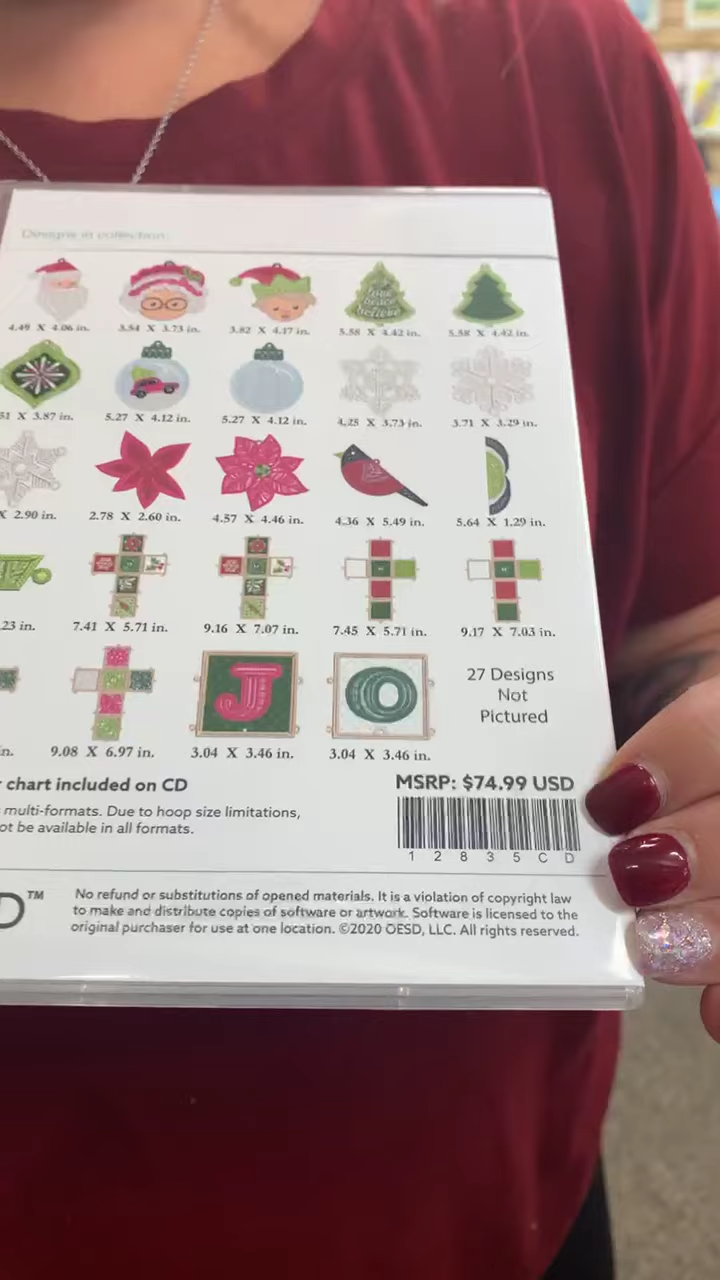 Designs in collection:
4.49 X 4.06 in. 3.54 X 3.73 in. 3.82 X 4.17 in. 5.58 X 4.42 in. 5.58 X 4.42 in.
love
peace
believe
51 X 3.87 in. 5.27 X 4.12 in. 5.27 X 4.12 in. 4.25 X 3.73 in. 3.71 X 3.29 in.
X 2.90 in. 2.78 X 2.60 in. 4.57 X 4.46 in. 4.36 X 5.49 in. 5.64 X 1.29 in.
23 in. 7.41 X 5.71 in. 9.16 X 7.07 in. 7.45 X 5.71 in. 9.17 X 7.03 in.
J O
27 Designs
Not
Pictured
n. 9.08 X 6.97 in. 3.04 X 3.46 in. 3.04 X 3.46 in.
chart included on CD
MSRP: $74.99 USD
multi-formats. Due to hoop size limitations,
ot be available in all formats.
12835CD
D™
No refund or substitutions of opened materials. It is a violation of copyright law
to make and distribute copies of software or artwork. Software is licensed to the
original purchaser for use at one location. ©2020 OESD, LLC. All rights reserved.